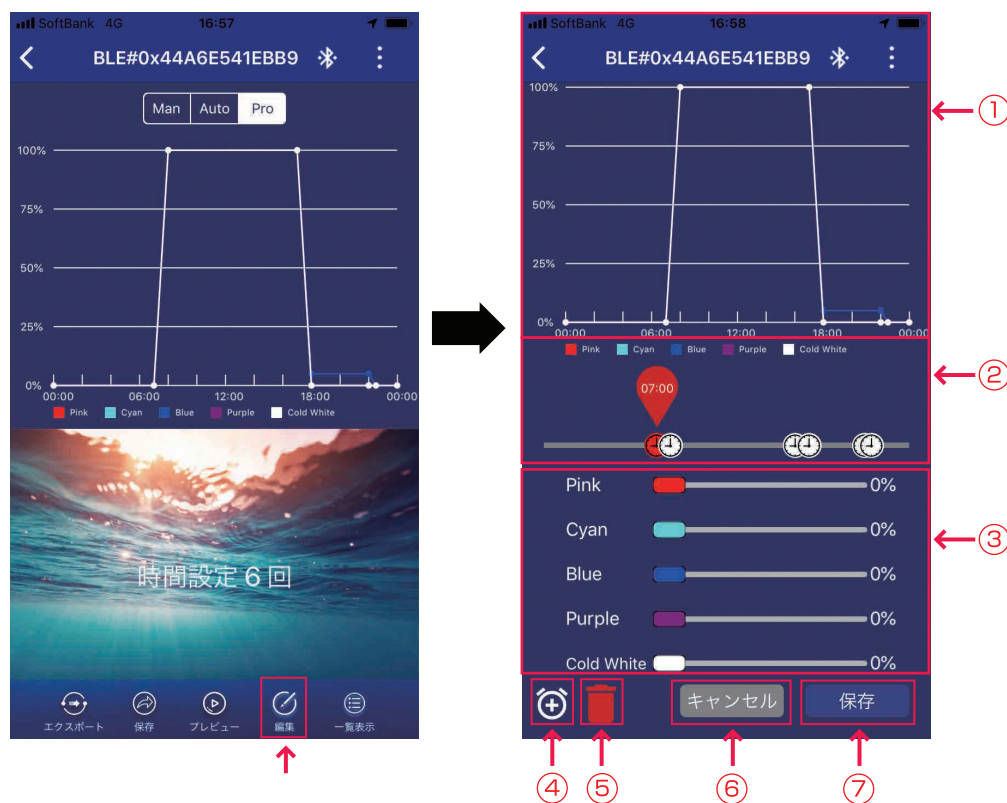 SoftBank 4G 16:57
BLE#0x44A6E541EBB9
Man Auto Pro
100%
75%
50%
25%
0%
00:00 06:00 12:00 18:00 00:00
Pink Cyan Blue Purple Cold White
時間設定 6 回
エクスポート 保存 プレビュー 編集 一覧表示
SoftBank 4G 16:58
BLE#0x44A6E541EBB9
100%
75%
50%
25%
0%
00:00 06:00 12:00 18:00 00:00
Pink Cyan Blue Purple Cold White
07:00
Pink 0%
Cyan 0%
Blue 0%
Purple 0%
Cold White 0%
キャンセル 保存
①
②
③
④ ⑤ ⑥ ⑦